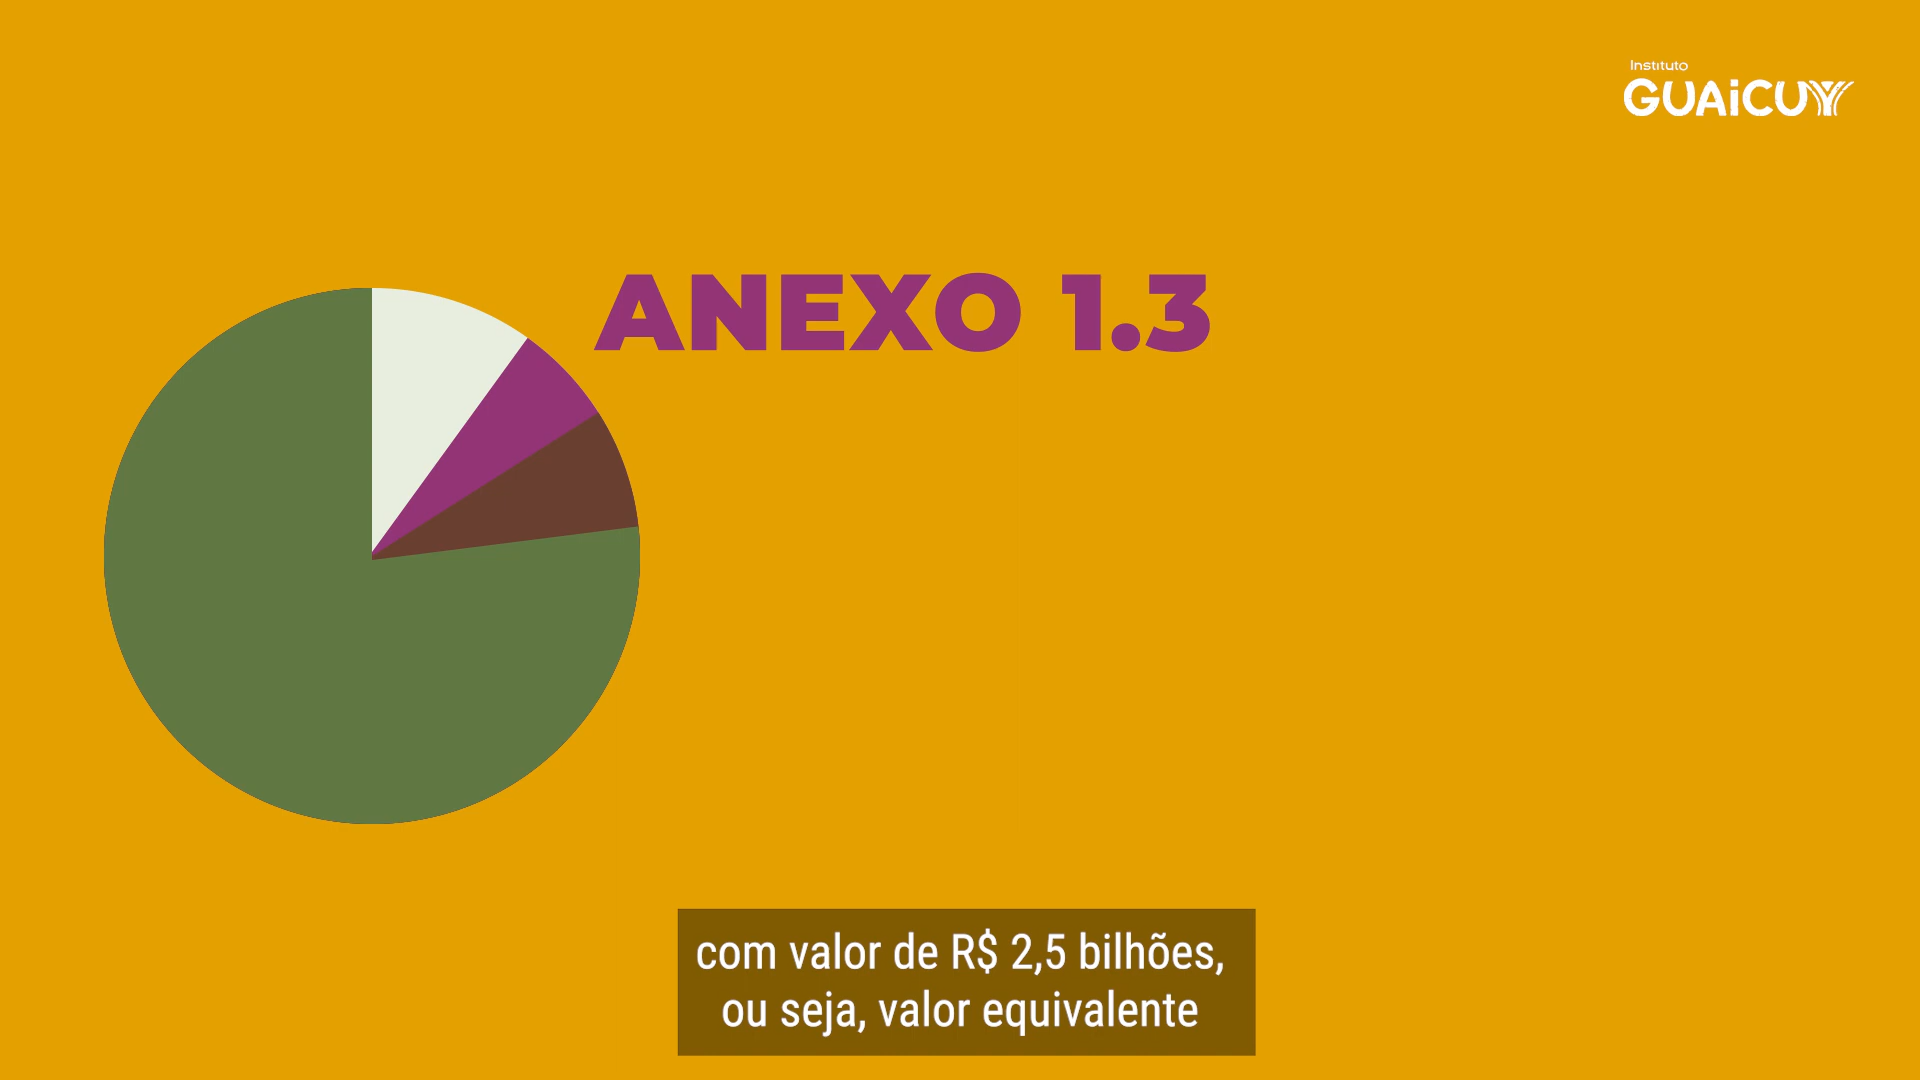 Instituto
GUAiCUY
ANEXO 1.3
com valor de R$ 2,5 bilhões,
ou seja, valor equivalente